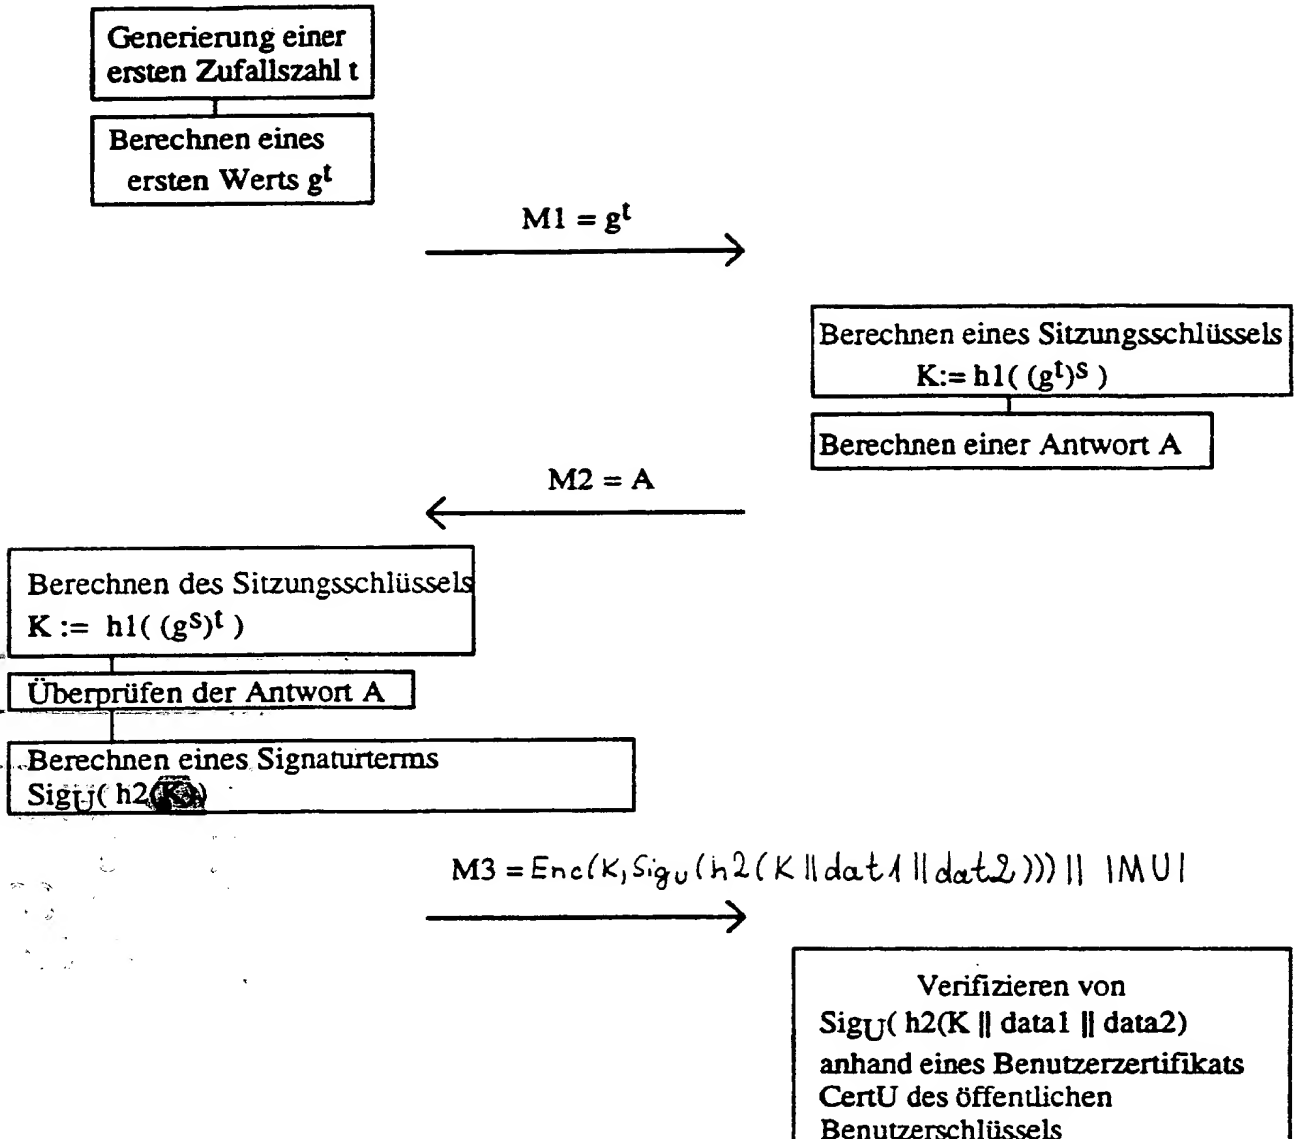 Generierung einer
ersten Zufallszahl t
Berechnen eines
ersten Werts g^t
M1 = g^t
Berechnen eines Sitzungsschlüssels
K:= h1( (g^t)^s )
Berechnen einer Antwort A
M2 = A
Berechnen des Sitzungsschlüssels
K := h1( (g^s)^t )
Überprüfen der Antwort A
Berechnen eines Signaturterms
Sig_U( h2(K))
M3 = Enc(K,Sig_U(h2(K||dat1||dat2)))|| IMUI
Verifizieren von
Sig_U( h2(K || data1 || data2)
anhand eines Benutzerzertifikats
CertU des öffentlichen
Benutzerschlüssels